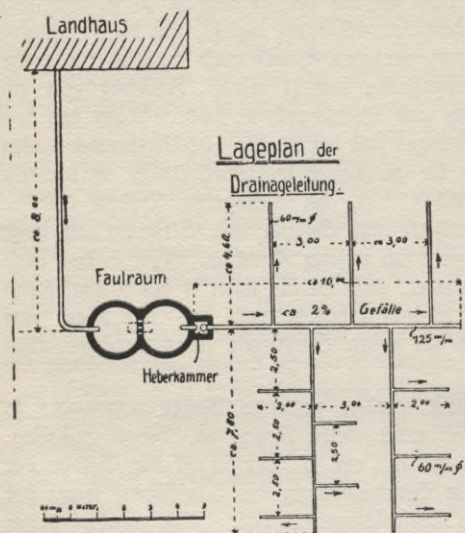 Landhaus
ca. 8,00
Lageplan der
Drainageleitung.
60 m/m ϕ
ca. 4,60
3,00
ca 3,00
ca 10,00
Faulraum
ca 2% Gefälle
125 m/m
Heberkammer
2,50
2,00
3,00
2,00
ca. 7,80
2,50
2,50
60 m/m ϕ
2,50